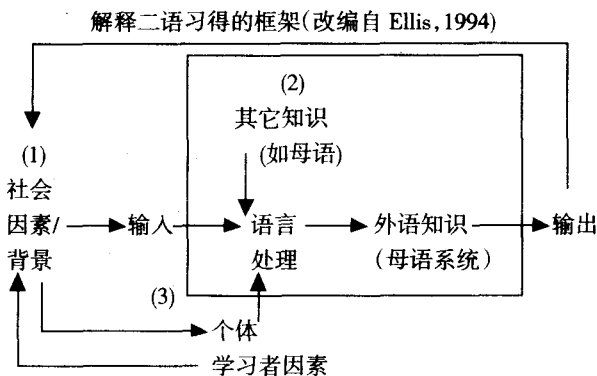 解释二语习得的框架(改编自 Ellis,1994)
(2)
其它知识
(如母语)
(1)
社会
因素/
背景
输入
语言
处理
外语知识
(母语系统)
输出
(3)
个体
学习者因素